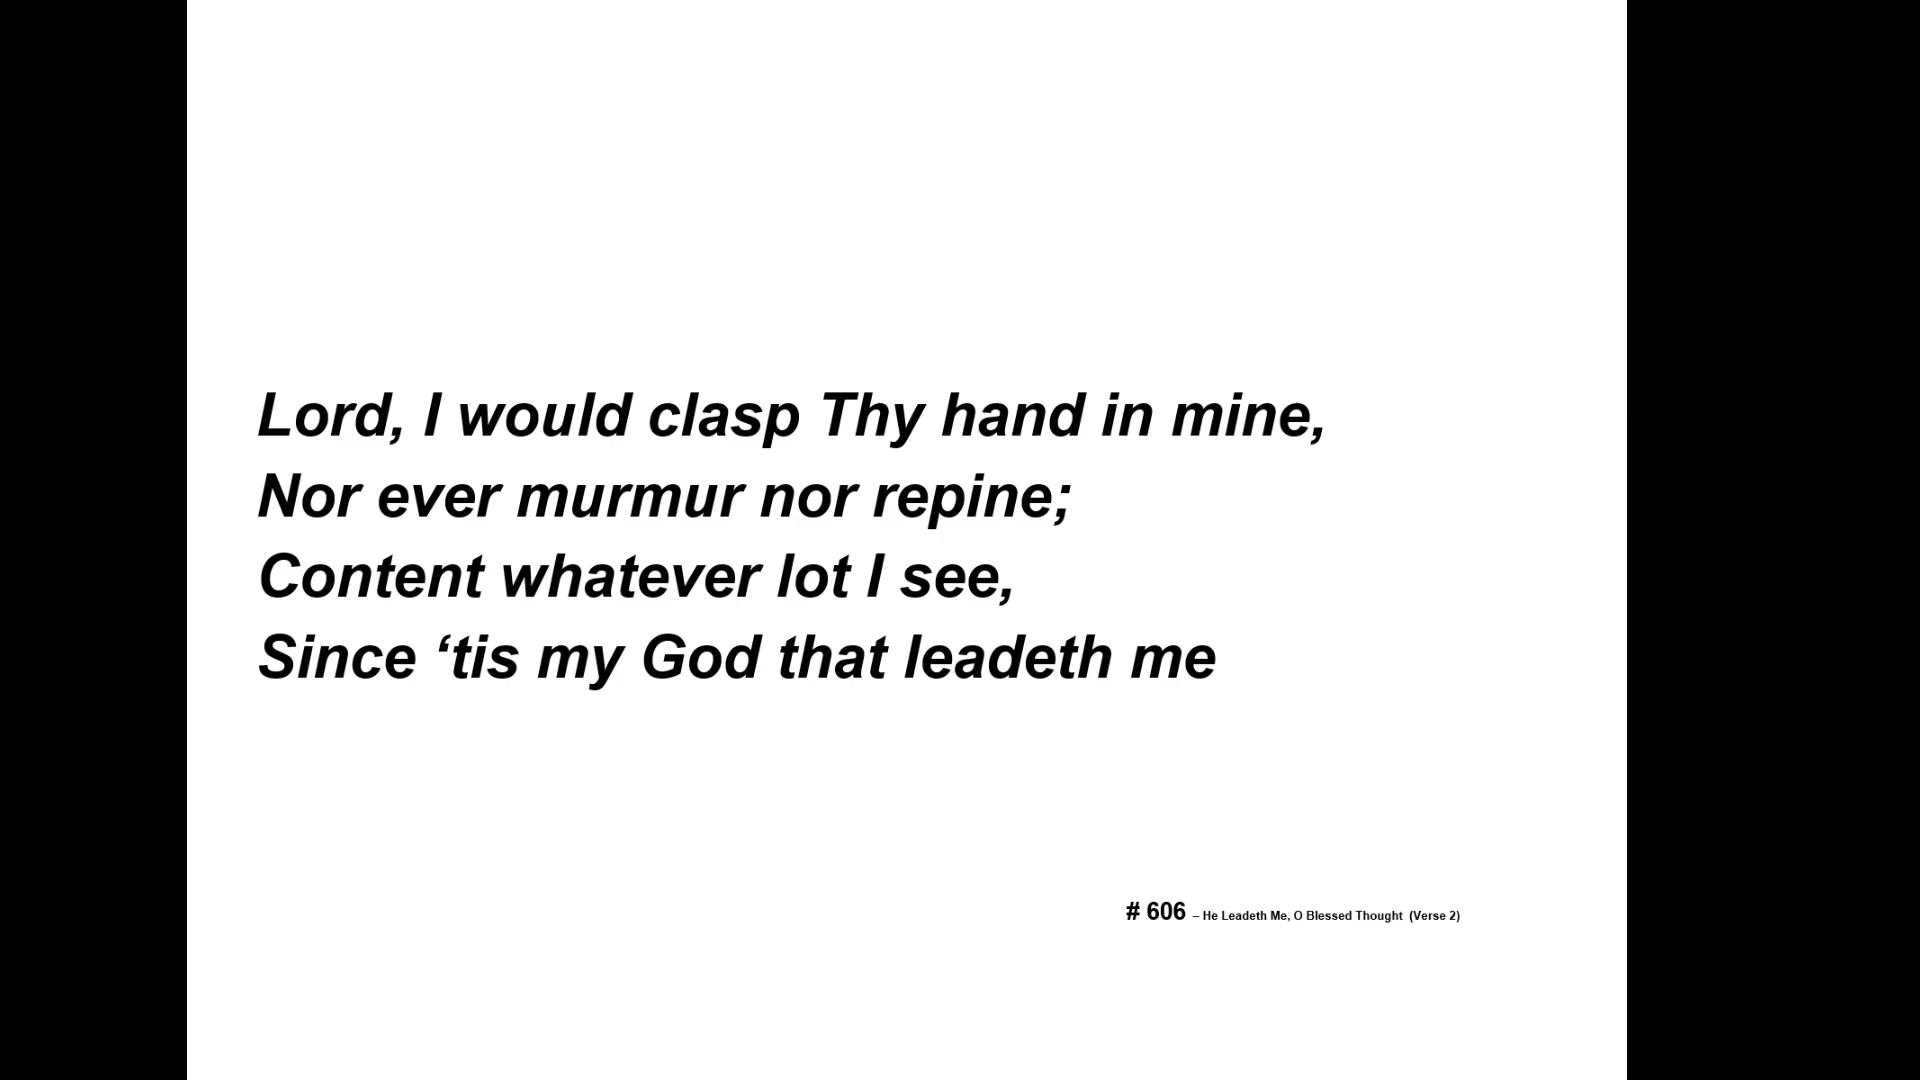 Lord, I would clasp Thy hand in mine,
Nor ever murmur nor repine;
Content whatever lot I see,
Since ‘tis my God that leadeth me
# 606 – He Leadeth Me, O Blessed Thought (Verse 2)